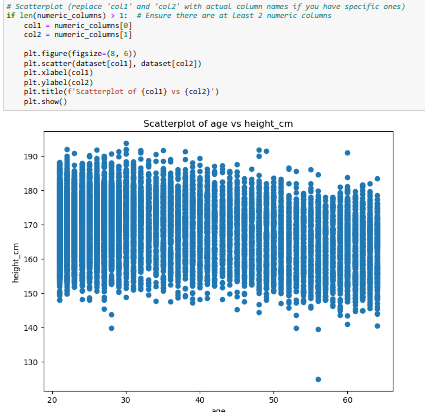 # Scatterplot (replace 'col1' and 'col2' with actual column names if you have specific ones)
if len(numeric_columns) > 1:  # Ensure there are at least 2 numeric columns
    col1 = numeric_columns[0]
    col2 = numeric_columns[1]

    plt.figure(figsize=(8, 6))
    plt.scatter(dataset[col1], dataset[col2])
    plt.xlabel(col1)
    plt.ylabel(col2)
    plt.title(f'Scatterplot of {col1} vs {col2}')
    plt.show()
Scatterplot of age vs height_cm
190
180
170
160
150
140
130
height_cm
20 30 40 50 60
age